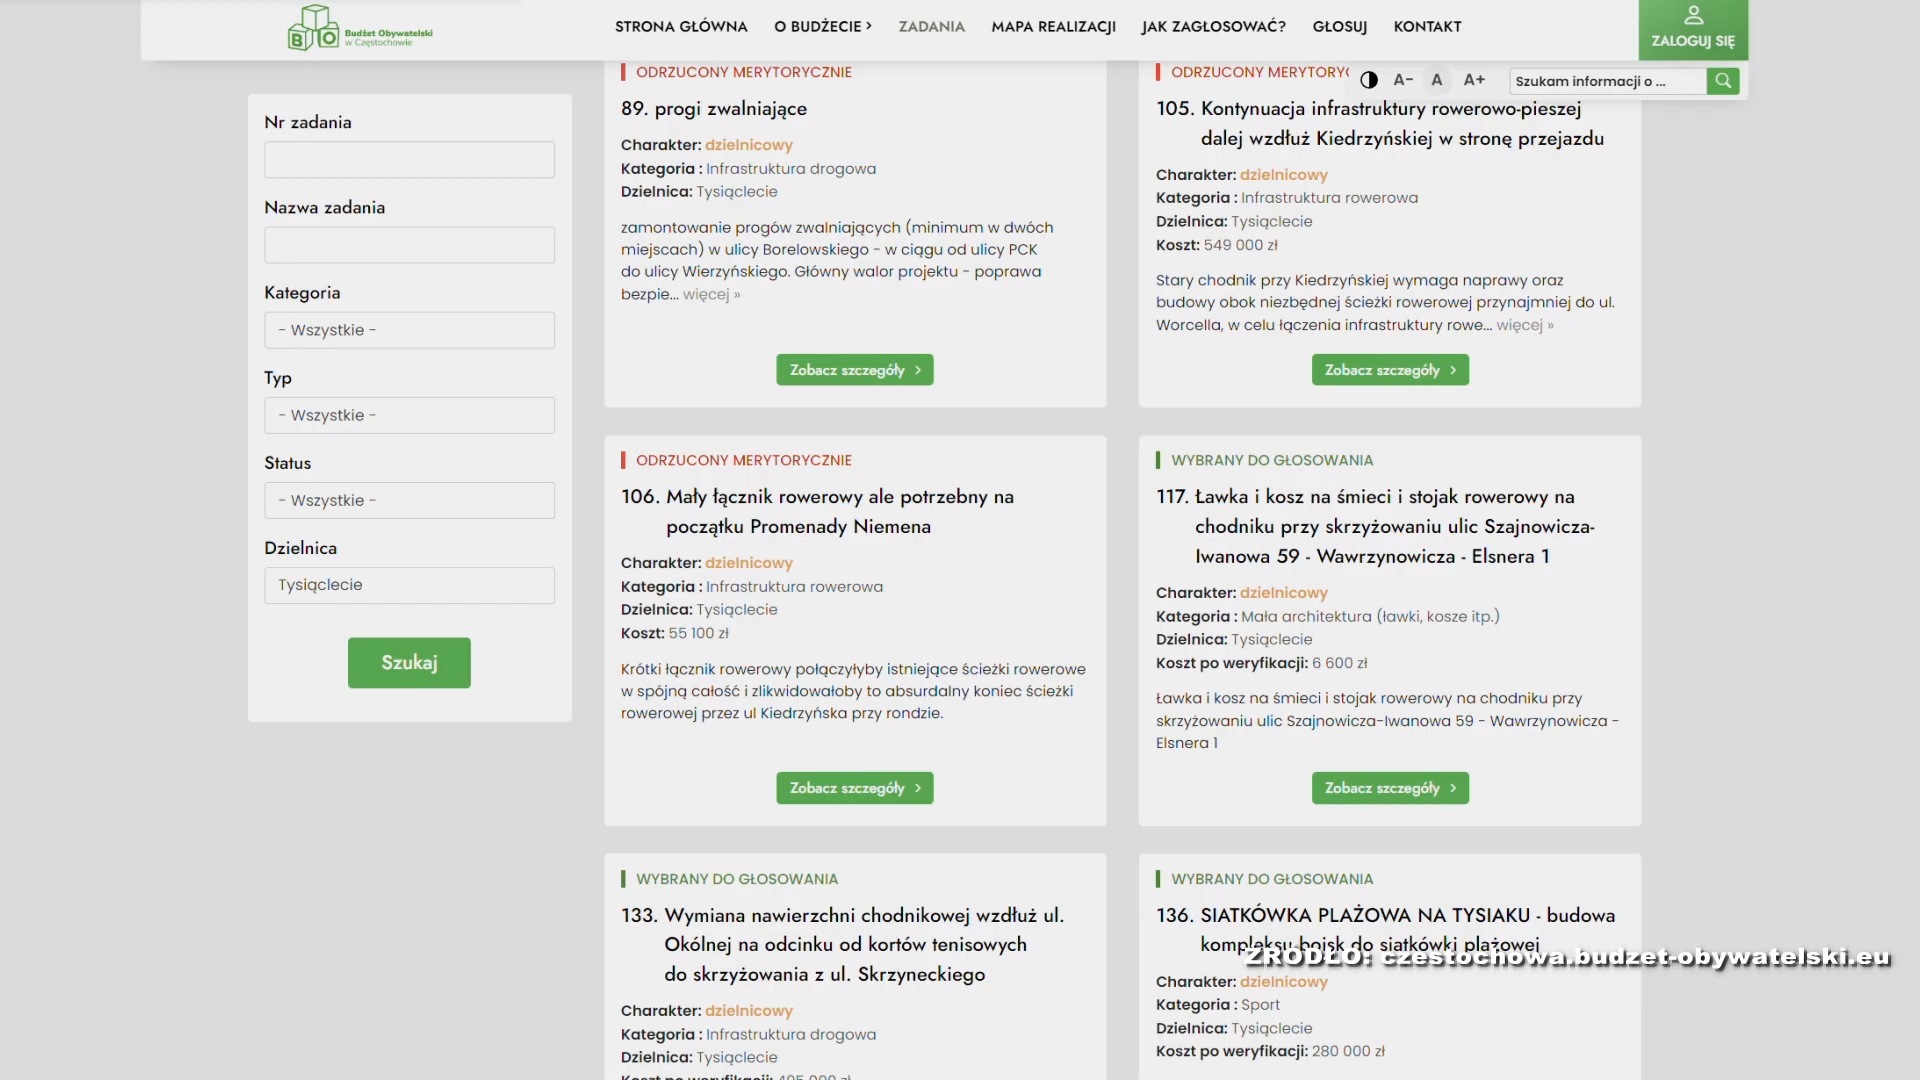 Budżet Obywatelski
w Częstochowie
STRONA GŁÓWNA
O BUDŻECIE
ZADANIA
MAPA REALIZACJI
JAK ZAGŁOSOWAĆ?
GŁOSUJ
KONTAKT
ZALOGUJ SIĘ
A-
A
A+
Szukam informacji o ...
Nr zadania
Nazwa zadania
Kategoria
- Wszystkie -
Typ
- Wszystkie -
Status
- Wszystkie -
Dzielnica
Tysiąclecie
Szukaj
ODRZUCONY MERYTORYCZNIE
89. progi zwalniające
Charakter: dzielnicowy
Kategoria : Infrastruktura drogowa
Dzielnica: Tysiąclecie
zamontowanie progów zwalniających (minimum w dwóch
miejscach) w ulicy Borelowskiego - w ciągu od ulicy PCK
do ulicy Wierzyńskiego. Główny walor projektu - poprawa
bezpie... więcej »
Zobacz szczegóły
ODRZUCONY MERYTORYC
105. Kontynuacja infrastruktury rowerowo-pieszej
dalej wzdłuż Kiedrzyńskiej w stronę przejazdu
Charakter: dzielnicowy
Kategoria : Infrastruktura rowerowa
Dzielnica: Tysiąclecie
Koszt: 549 000 zł
Stary chodnik przy Kiedrzyńskiej wymaga naprawy oraz
budowy obok niezbędnej ścieżki rowerowej przynajmniej do ul.
Worcella, w celu łączenia infrastruktury rowe... więcej »
Zobacz szczegóły
ODRZUCONY MERYTORYCZNIE
106. Mały łącznik rowerowy ale potrzebny na
początku Promenady Niemena
Charakter: dzielnicowy
Kategoria : Infrastruktura rowerowa
Dzielnica: Tysiąclecie
Koszt: 55 100 zł
Krótki łącznik rowerowy połączyłyby istniejące ścieżki rowerowe
w spójną całość i zlikwidowałoby to absurdalny koniec ścieżki
rowerowej przez ul Kiedrzyńska przy rondzie.
Zobacz szczegóły
WYBRANY DO GŁOSOWANIA
117. Ławka i kosz na śmieci i stojak rowerowy na
chodniku przy skrzyżowaniu ulic Szajnowicza-
Iwanowa 59 - Wawrzynowicza - Elsnera 1
Charakter: dzielnicowy
Kategoria : Mała architektura (ławki, kosze itp.)
Dzielnica: Tysiąclecie
Koszt po weryfikacji: 6 600 zł
Ławka i kosz na śmieci i stojak rowerowy na chodniku przy
skrzyżowaniu ulic Szajnowicza-Iwanowa 59 - Wawrzynowicza -
Elsnera 1
Zobacz szczegóły
WYBRANY DO GŁOSOWANIA
133. Wymiana nawierzchni chodnikowej wzdłuż ul.
Okólnej na odcinku od kortów tenisowych
do skrzyżowania z ul. Skrzyneckiego
Charakter: dzielnicowy
Kategoria : Infrastruktura drogowa
Dzielnica: Tysiąclecie
Koszt po weryfikacji:
WYBRANY DO GŁOSOWANIA
136. SIATKÓWKA PLAŻOWA NA TYSIAKU - budowa
kompleksu boisk do siatkówki plażowej
Charakter: dzielnicowy
Kategoria : Sport
Dzielnica: Tysiąclecie
Koszt po weryfikacji: 280 000 zł
ŹRÓDŁO: czestochowa.budzet-obywatelski.eu